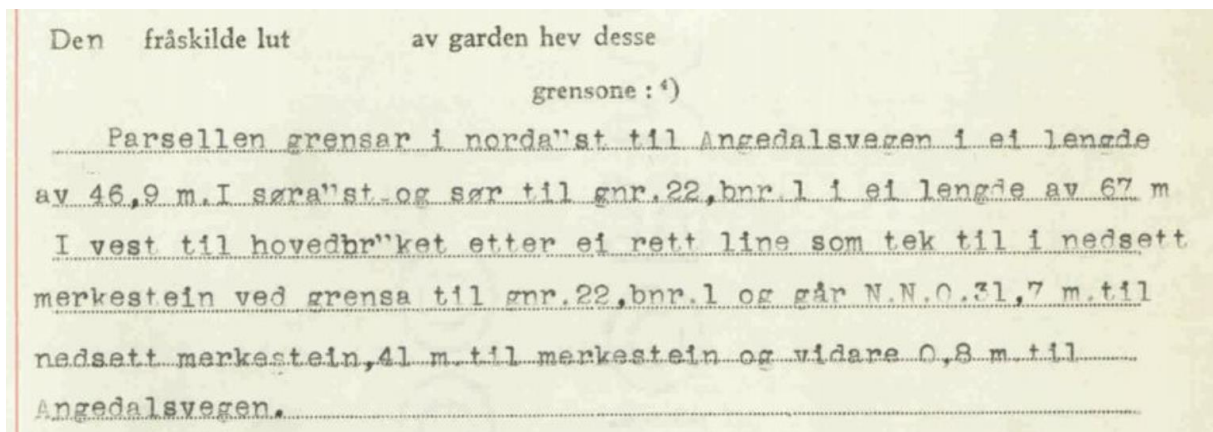 Den fråskilde lut av garden hev desse
grensone : ⁴)
Parsellen grensar i norda"st til Angedalsvegen i ei lengde
av 46,9 m.I søra"st og sør til gnr.22,bnr.1 i ei lengde av 67 m
I vest til hovedbr"ket etter ei rett line som tek til i nedsett
merkestein ved grensa til gnr.22,bnr.1 og går N.N.O.31,7 m.til
nedsett merkestein,41 m.til merkestein og vidare 0,8 m.til
Angedalsvegen.